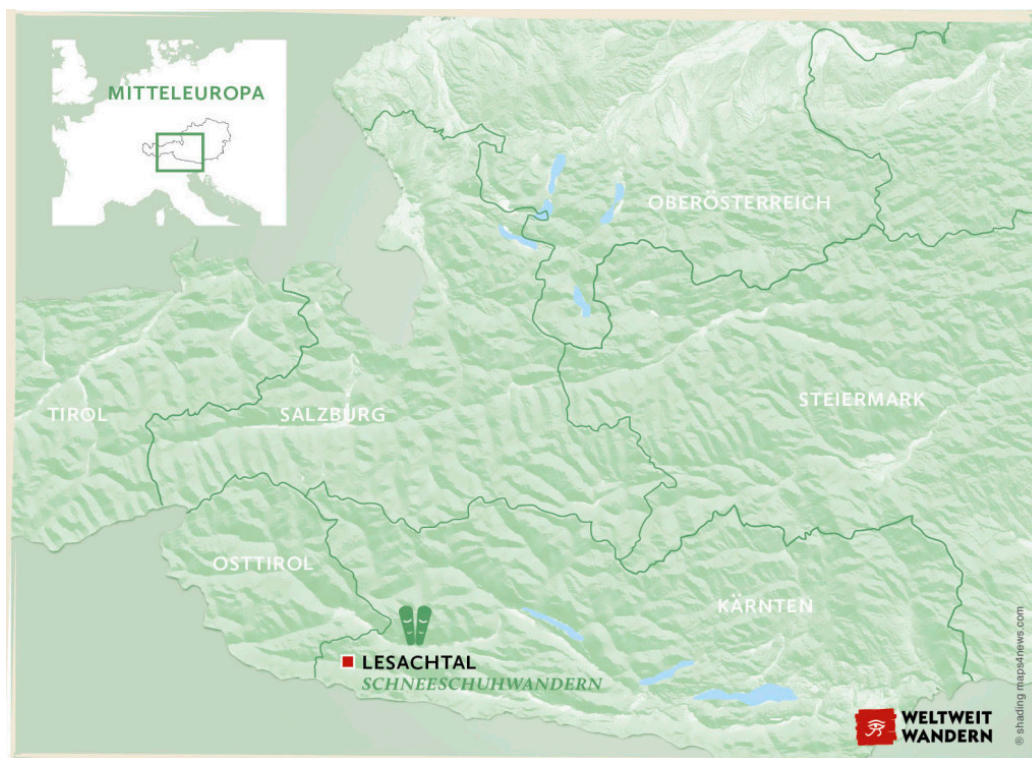 MITTELEUROPA
OBERÖSTERREICH
STEIERMARK
TIROL
SALZBURG
OSTTIROL
KÄRNTEN
LESACHTAL
SCHNEESCHUHWANDERN
WELTWEIT
WANDERN
® shading maps4news.com